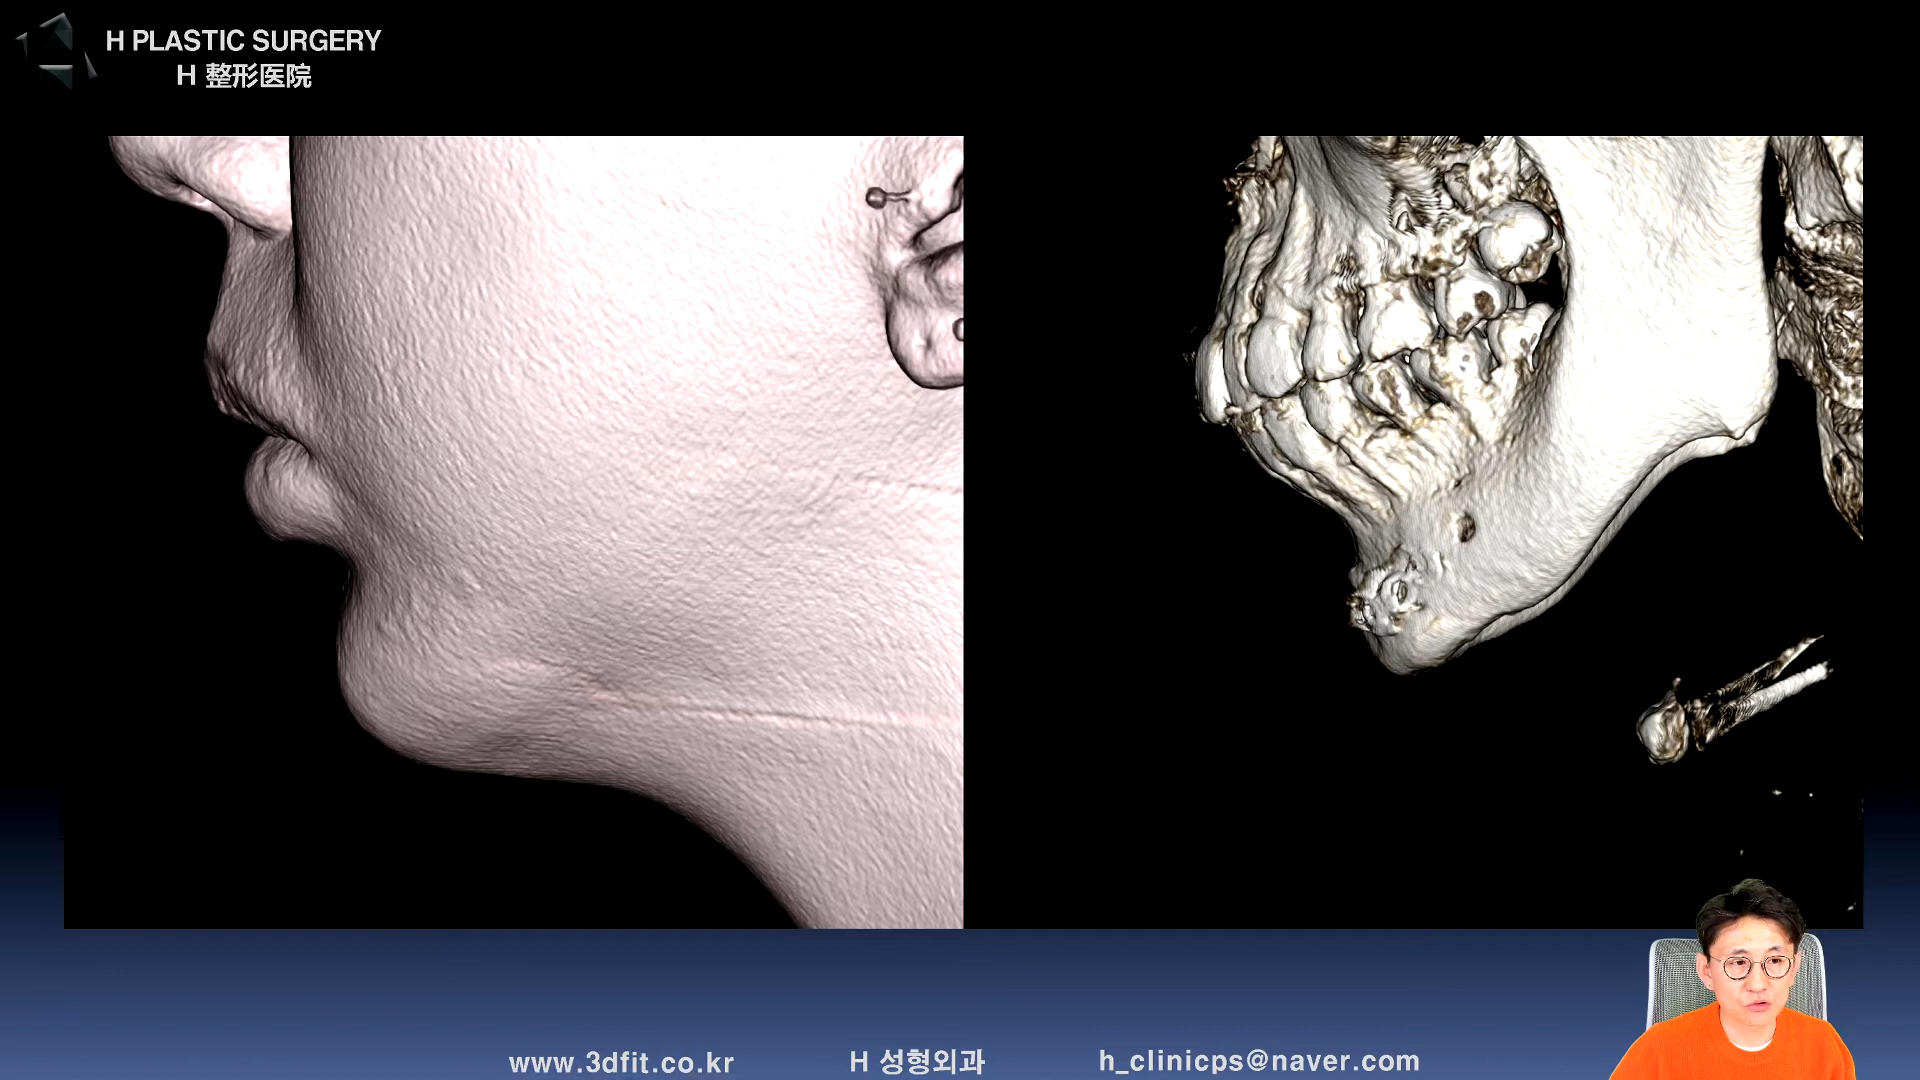 H PLASTIC SURGERY
H 整形医院
www.3dfit.co.kr
H 성형외과
h_clinicps@naver.com